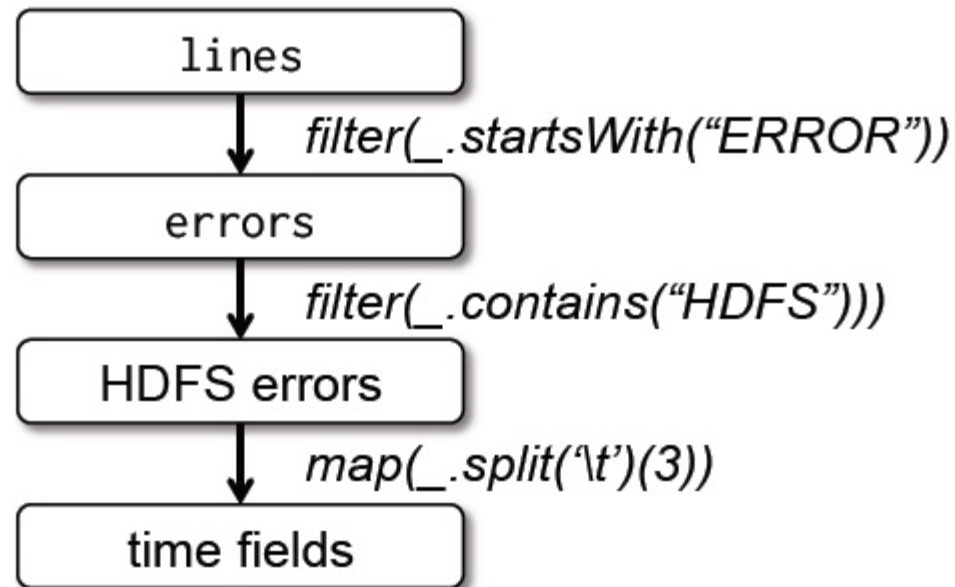 lines
filter(_.startsWith(“ERROR”))
errors
filter(_.contains(“HDFS”)))
HDFS errors
map(_.split(‘\t’)(3))
time fields